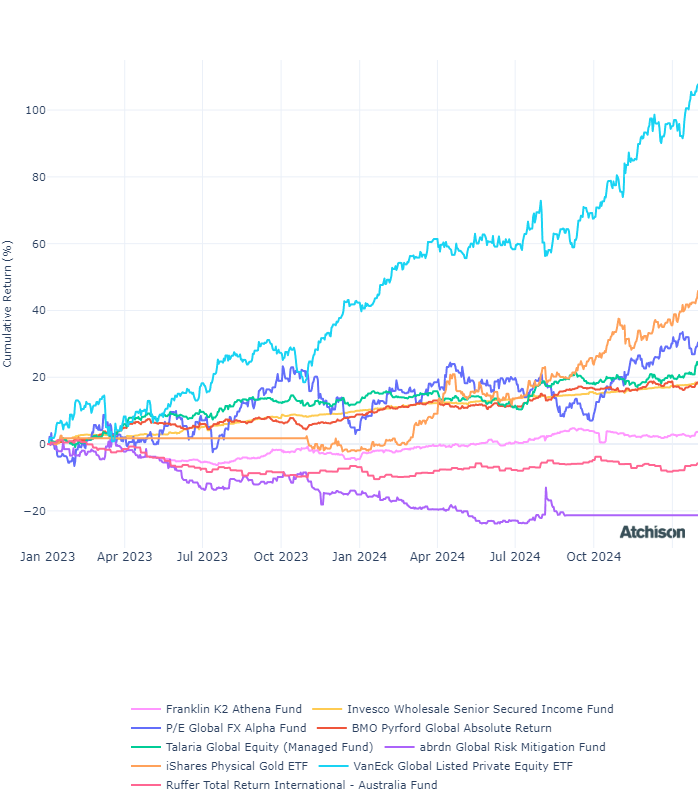 100
80
60
40
20
0
−20
Cumulative Return (%)
Jan 2023 Apr 2023 Jul 2023 Oct 2023 Jan 2024 Apr 2024 Jul 2024 Oct 2024
Atchison
Franklin K2 Athena Fund Invesco Wholesale Senior Secured Income Fund
P/E Global FX Alpha Fund BMO Pyrford Global Absolute Return
Talaria Global Equity (Managed Fund) abrdn Global Risk Mitigation Fund
iShares Physical Gold ETF VanEck Global Listed Private Equity ETF
Ruffer Total Return International - Australia Fund